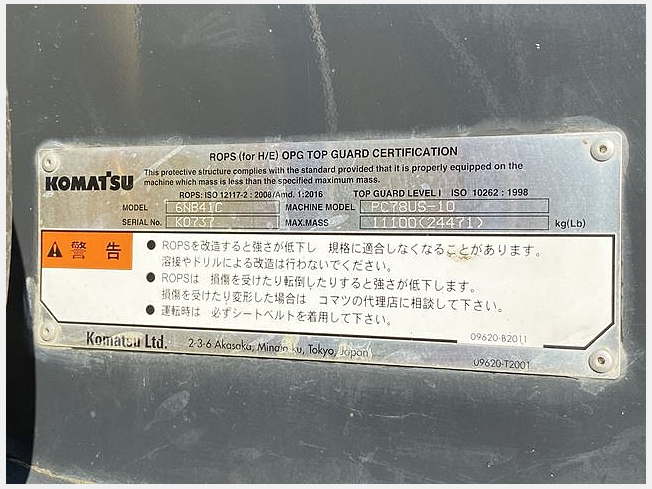 ROPS (for H/E) OPG TOP GUARD CERTIFICATION
KOMATSU
This protective structure complies with the standard provided that it is properly equipped on the
machine which mass is less than the specified maximum mass.
ROPS: ISO 12117-2 : 2008/Amd. 1:2016 TOP GUARD LEVEL I ISO 10262 : 1998
MODEL 6NB41C MACHINE MODEL PC78US-10
SERIAL No. K0737 MAX.MASS 11100(24471) kg(Lb)
警告
● ROPSを改造すると強さが低下し 規格に適合しなくなることがあります。
溶接やドリルによる改造は行わないでください。
● ROPSは 損傷を受けたり転倒したりすると強さが低下します。
損傷を受けたり変形した場合は コマツの代理店に相談して下さい。
● 運転時は 必ずシートベルトを着用して下さい。
09620-B2011
Komatsu Ltd. 2-3-6 Akasaka, Minato-ku, Tokyo, Japan
U9620-T2001